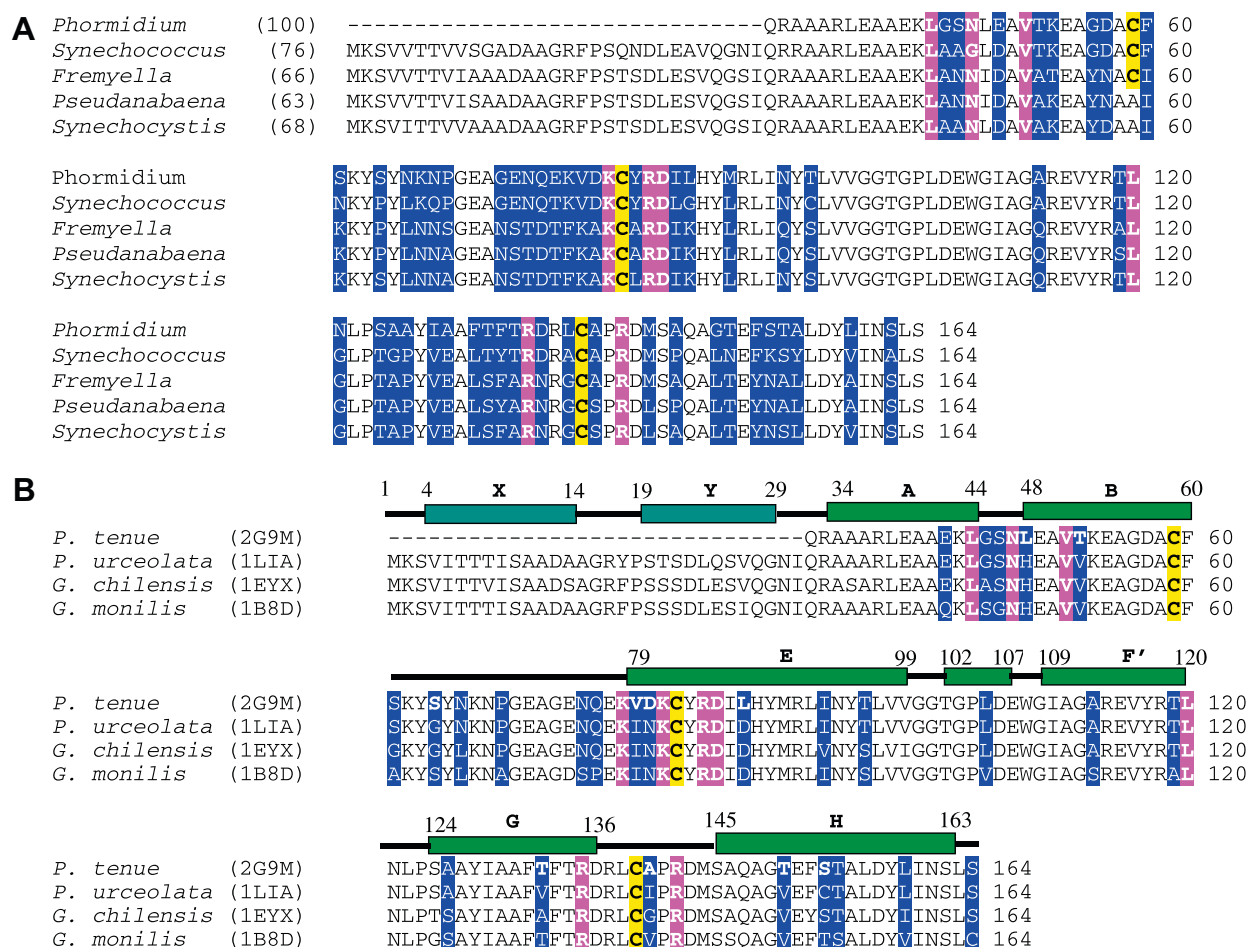 A
Phormidium (100) -------------------------------QRAAARLEAAEKLGSNLEAVTKEAGDACF 60
Synechococcus (76) MKSVVTTVVSGADAAGRFPSQNDLEAVQGNIQRRAARLEAAEKLAAGLDAVTKEAGDACF 60
Fremyella (66) MKSVVTTVIAAADAAGRFPSTSDLESVQGSIQRAAARLEAAEKLANNIDAVATEAYNACI 60
Pseudanabaena (63) MKSVVTTVISAADAAGRFPSTSDLESVQGSIQRAAARLEAAEKLANNIDAVAKEAYNAAI 60
Synechocystis (68) MKSVITTVVAAADAAGRFPSTSDLESVQGSIQRAAARLEAAEKLAANLDAVAKEAYDAAI 60
Phormidium SKYSYNKNPGEAGENQEKVDKCYRDILHYMRLINYTLVVGGTGPLDEWGIAGAREVYRTL 120
Synechococcus NKYPYLKQPGEAGENQTKVDKCYRDLGHYLRLINYCLVVGGTGPLDEWGIAGAREVYRTL 120
Fremyella KKYPYLNNSGEANSTDTFKAKCARDIKHYLRLIQYSLVVGGTGPLDEWGIAGQREVYRAL 120
Pseudanabaena KKYPYLNNAGEANSTDTFKAKCARDIKHYLRLINYSLVVGGTGPLDEWGIAGQREVYRSL 120
Synechocystis KKYSYLNNAGEANSTDTFKAKCLRDIKHYLRLINYSLVVGGTGPLDEWGIAGQREVYRTL 120
Phormidium NLPSAAYIAAFTFTRDRLCAPRDMSAQAGTEFSTALDYLINSLS 164
Synechococcus GLPTGPYVEALTYTRDRACAPRDMSPQALNEFKSYLDYVINALS 164
Fremyella GLPTAPYVEALSFARNRGCAPRDMSAQALTEYNALLDYAINSLS 164
Pseudanabaena GLPTAPYVEALSYARNRGCSPRDLSPQALTEYNALLDYAINSLS 164
Synechocystis GLPTAPYVEALSFARNRGCSPRDLSAQALTEYNSLLDYVINSLS 164
B
1 4 X 14 19 Y 29 34 A 44 48 B 60
P. tenue (2G9M) -------------------------------QRAAARLEAAEKLGSNLEAVTKEAGDACF 60
P. urceolata (1LIA) MKSVITTTISAADAAGRYPSTSDLQSVQGNIQRAAARLEAAEKLGSNHEAVVKEAGDACF 60
G. chilensis (1EYX) MKSVITTVISAADSAGRFPSSSDLESVQGNIQRASARLEAAEKLASNHEAVVKEAGDACF 60
G. monilis (1B8D) MKSVITTTISAADAAGRFPSSSDLESIQGNIQRAAARLEAAQKLSGNHEAVVKEAGDACF 60
79 E 99 102 107 109 F' 120
P. tenue (2G9M) SKYSYNKNPGEAGENQEKVDKCYRDILHYMRLINYTLVVGGTGPLDEWGIAGAREVYRTL 120
P. urceolata (1LIA) SKYGYNKNPGEAGENQEKINKCYRDIDHYMRLINYSLVVGGTGPLDEWGIAGAREVYRTL 120
G. chilensis (1EYX) GKYGYLKNPGEAGENQEKINKCYRDIDHYMRLVNYSLVIGGTGPLDEWGIAGAREVYRTL 120
G. monilis (1B8D) AKYSYLKNAGEAGDSPEKINKCYRDIDHYMRLINYSLVVGGTGPVDEWGIAGSREVYRAL 120
124 G 136 145 H 163
P. tenue (2G9M) NLPSAAYIAAFTFTRDRLCAPRDMSAQAGTEFSTALDYLINSLS 164
P. urceolata (1LIA) NLPSAAYIAAFVFTRDRLCIPRDMSAQAGVEFCTALDYLINSLS 164
G. chilensis (1EYX) NLPTSAYIAAFAFTRDRLCGPRDMSAQAGVEYSTALDYIINSLS 164
G. monilis (1B8D) NLPGSAYIAAFTFTRDRLCVPRDMSSQAGVEFTSALDYVINSLC 164